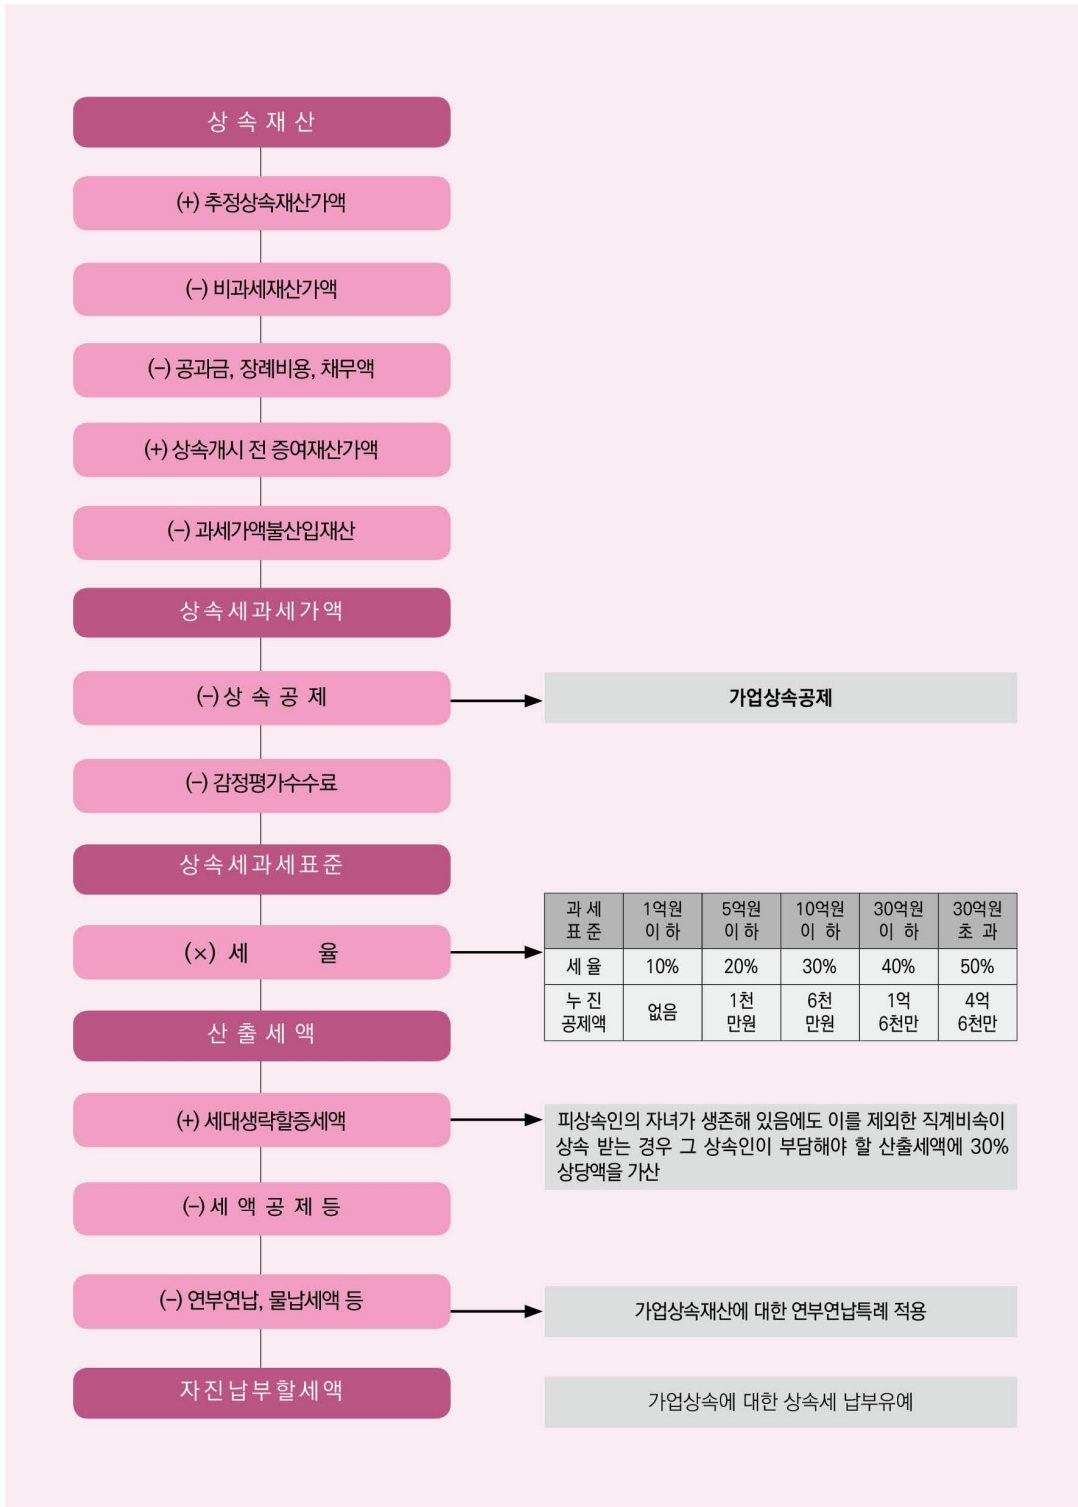 상 속 재 산
(+) 추정상속재산가액
(-) 비과세재산가액
(-) 공과금, 장례비용, 채무액
(+) 상속개시 전 증여재산가액
(-) 과세가액불산입재산
상속세과세가액
(-) 상 속 공 제
가업상속공제
(-) 감정평가수수료
상속세과세표준
(×) 세 율
과 세 표 준 1억원 이 하 5억원 이 하 10억원 이 하 30억원 이 하 30억원 초 과
세 율 10% 20% 30% 40% 50%
누 진 공제액 없음 1천 만원 6천 만원 1억 6천만 4억 6천만
산 출 세 액
(+) 세대생략할증세액
피상속인의 자녀가 생존해 있음에도 이를 제외한 직계비속이
상속 받는 경우 그 상속인이 부담해야 할 산출세액에 30%
상당액을 가산
(-) 세 액 공 제 등
(-) 연부연납, 물납세액 등
가업상속재산에 대한 연부연납특례 적용
자진납부할세액
가업상속에 대한 상속세 납부유예